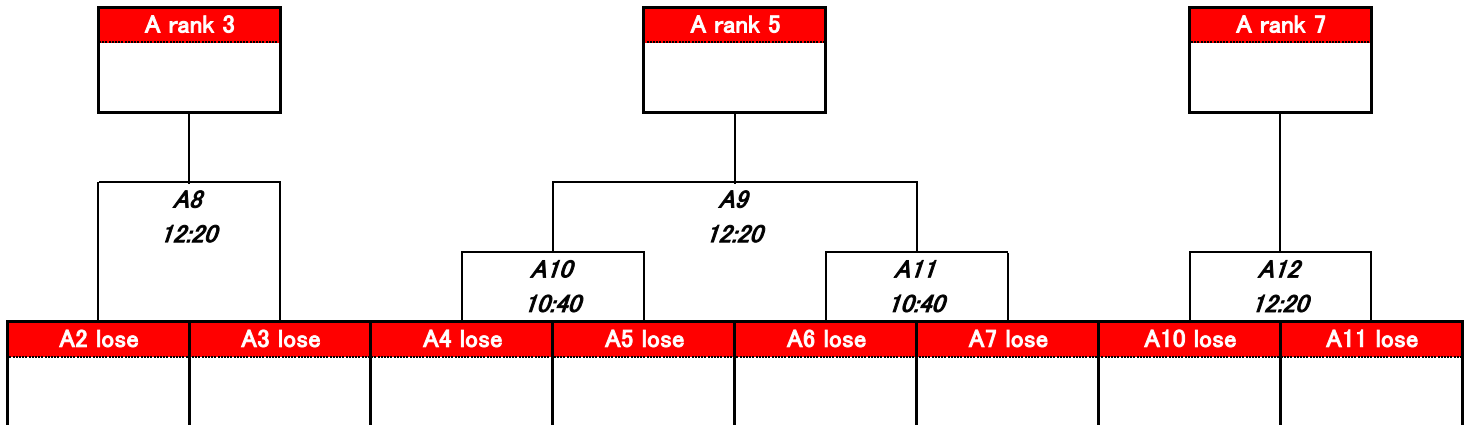 A rank 3
A rank 5
A rank 7
A8
12:20
A9
12:20
A10
10:40
A11
10:40
A12
12:20
A2 lose
A3 lose
A4 lose
A5 lose
A6 lose
A7 lose
A10 lose
A11 lose